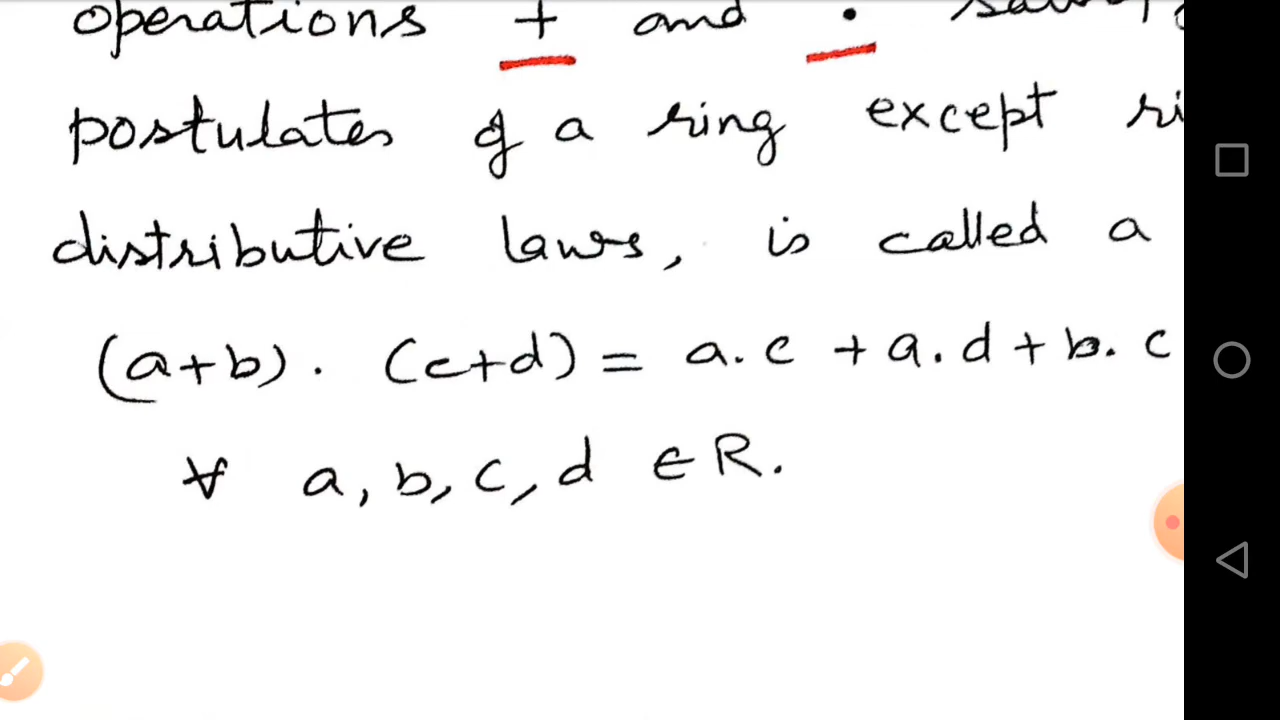 operations + and .
postulates of a ring except
distributive laws, is called a
(a+b) . (c+d) = a.c + a.d + b.c
∀ a, b, c, d ∈ R.